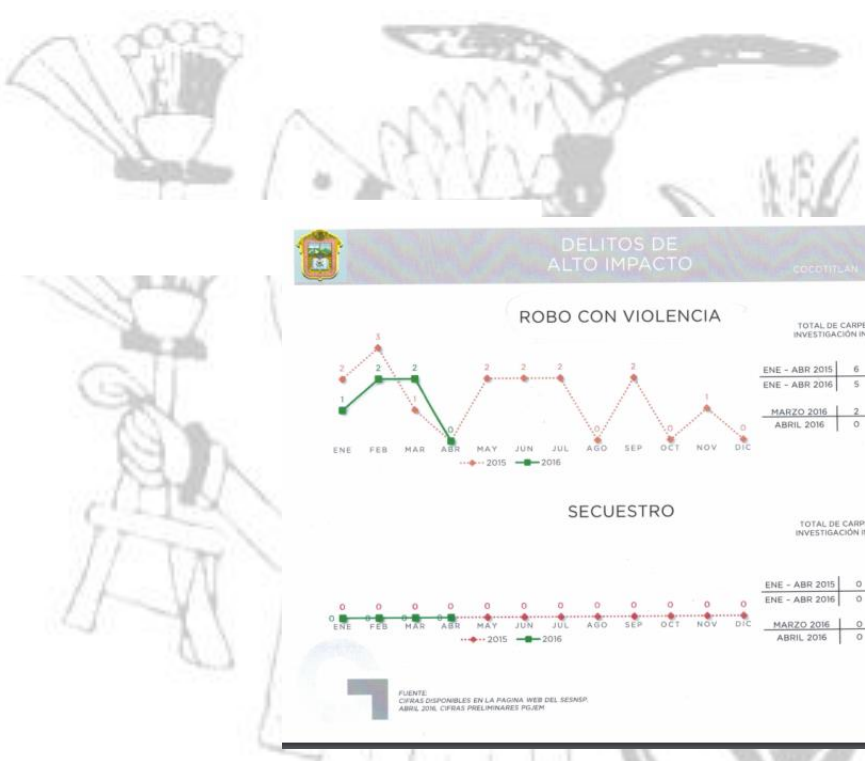 DELITOS DE
ALTO IMPACTO
COCOTITLAN
ROBO CON VIOLENCIA
TOTAL DE
INVESTIGACIÓN
3
2 2 2 2 2 2 2
1 1 1
0 0 0 0
ENE FEB MAR ABR MAY JUN JUL AGO SEP OCT NOV DIC
2015 2016
ENE - ABR 2015 6
ENE - ABR 2016 5
MARZO 2016 2
ABRIL 2016 0
SECUESTRO
TOTAL DE
INVESTIGACIÓN
0 0 0 0 0 0 0 0 0 0 0 0
0 0 0 0
ENE FEB MAR ABR MAY JUN JUL AGO SEP OCT NOV DIC
2015 2016
ENE - ABR 2015 0
ENE - ABR 2016 0
MARZO 2016 0
ABRIL 2016 0
FUENTE:
CIFRAS DISPONIBLES EN LA PAGINA WEB DEL SESNSP.
ABRIL 2016, CIFRAS PRELIMINARES PGJEM